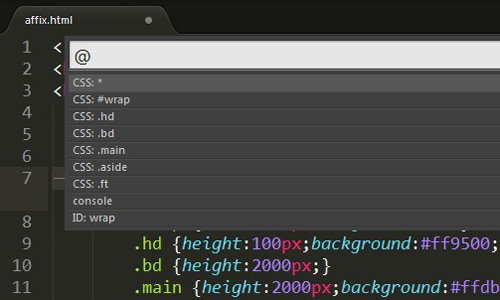 affix.html
@
1 <
2 <
3 <
CSS: *
CSS: #wrap
4
CSS: .hd
5
CSS: .bd
CSS: .main
6
CSS: .aside
7
CSS: .ft
console
ID: wrap
8
9 .hd {height:100px;background:#ff9500;
10 .bd {height:2000px;}
11 .main {height:2000px;background:#ffdb